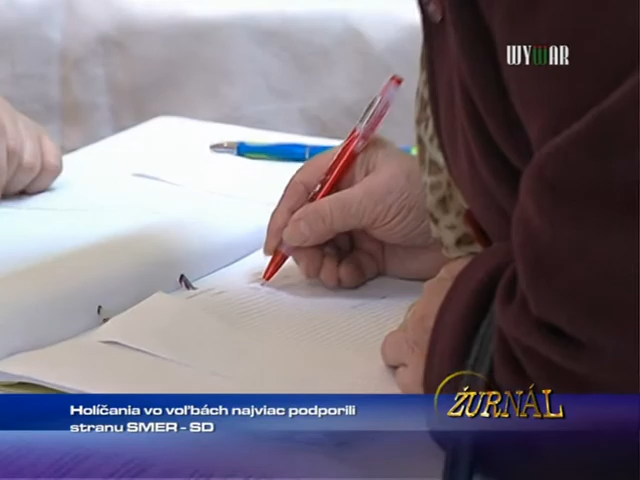 WYWAR
Holíčania vo voľbách najviac podporili
stranu SMER - SD
ŽURNÁL